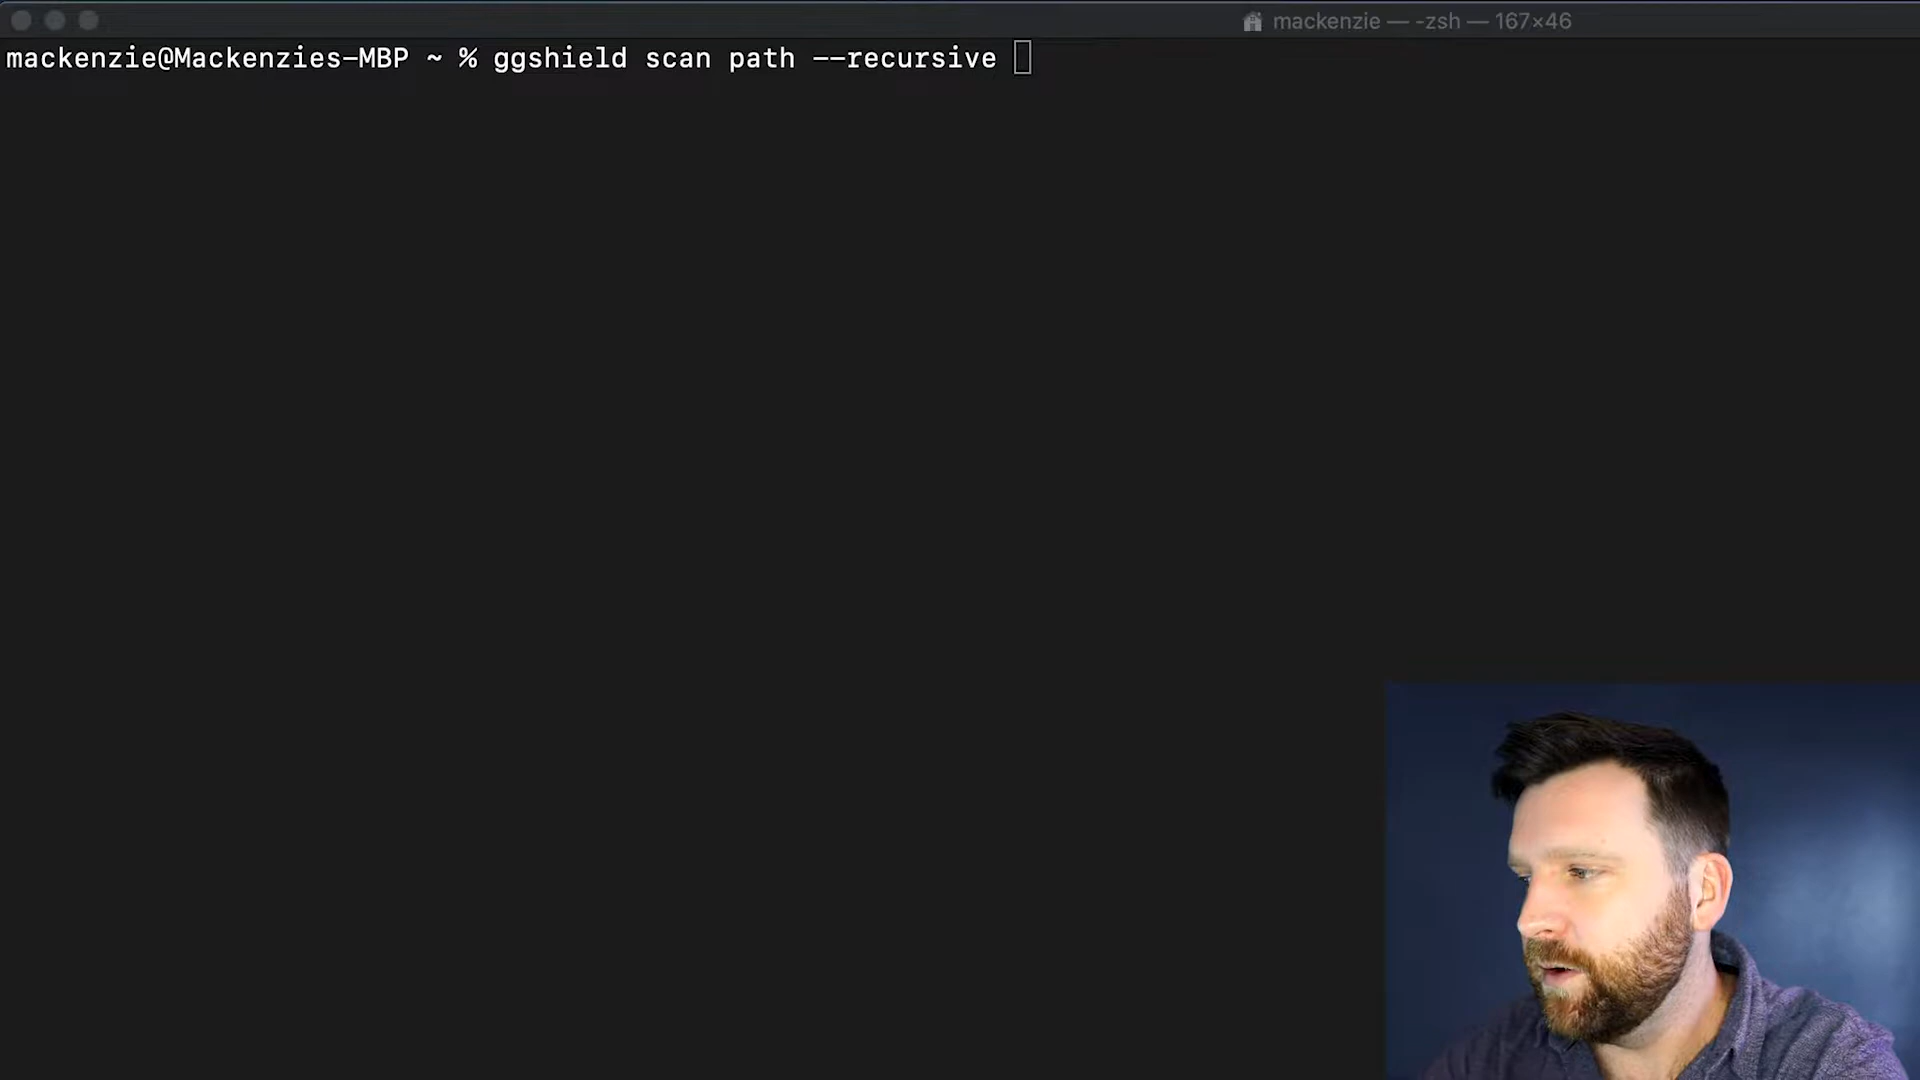 mackenzie — -zsh — 167×46
mackenzie@Mackenzies-MBP ~ % ggshield scan path --recursive